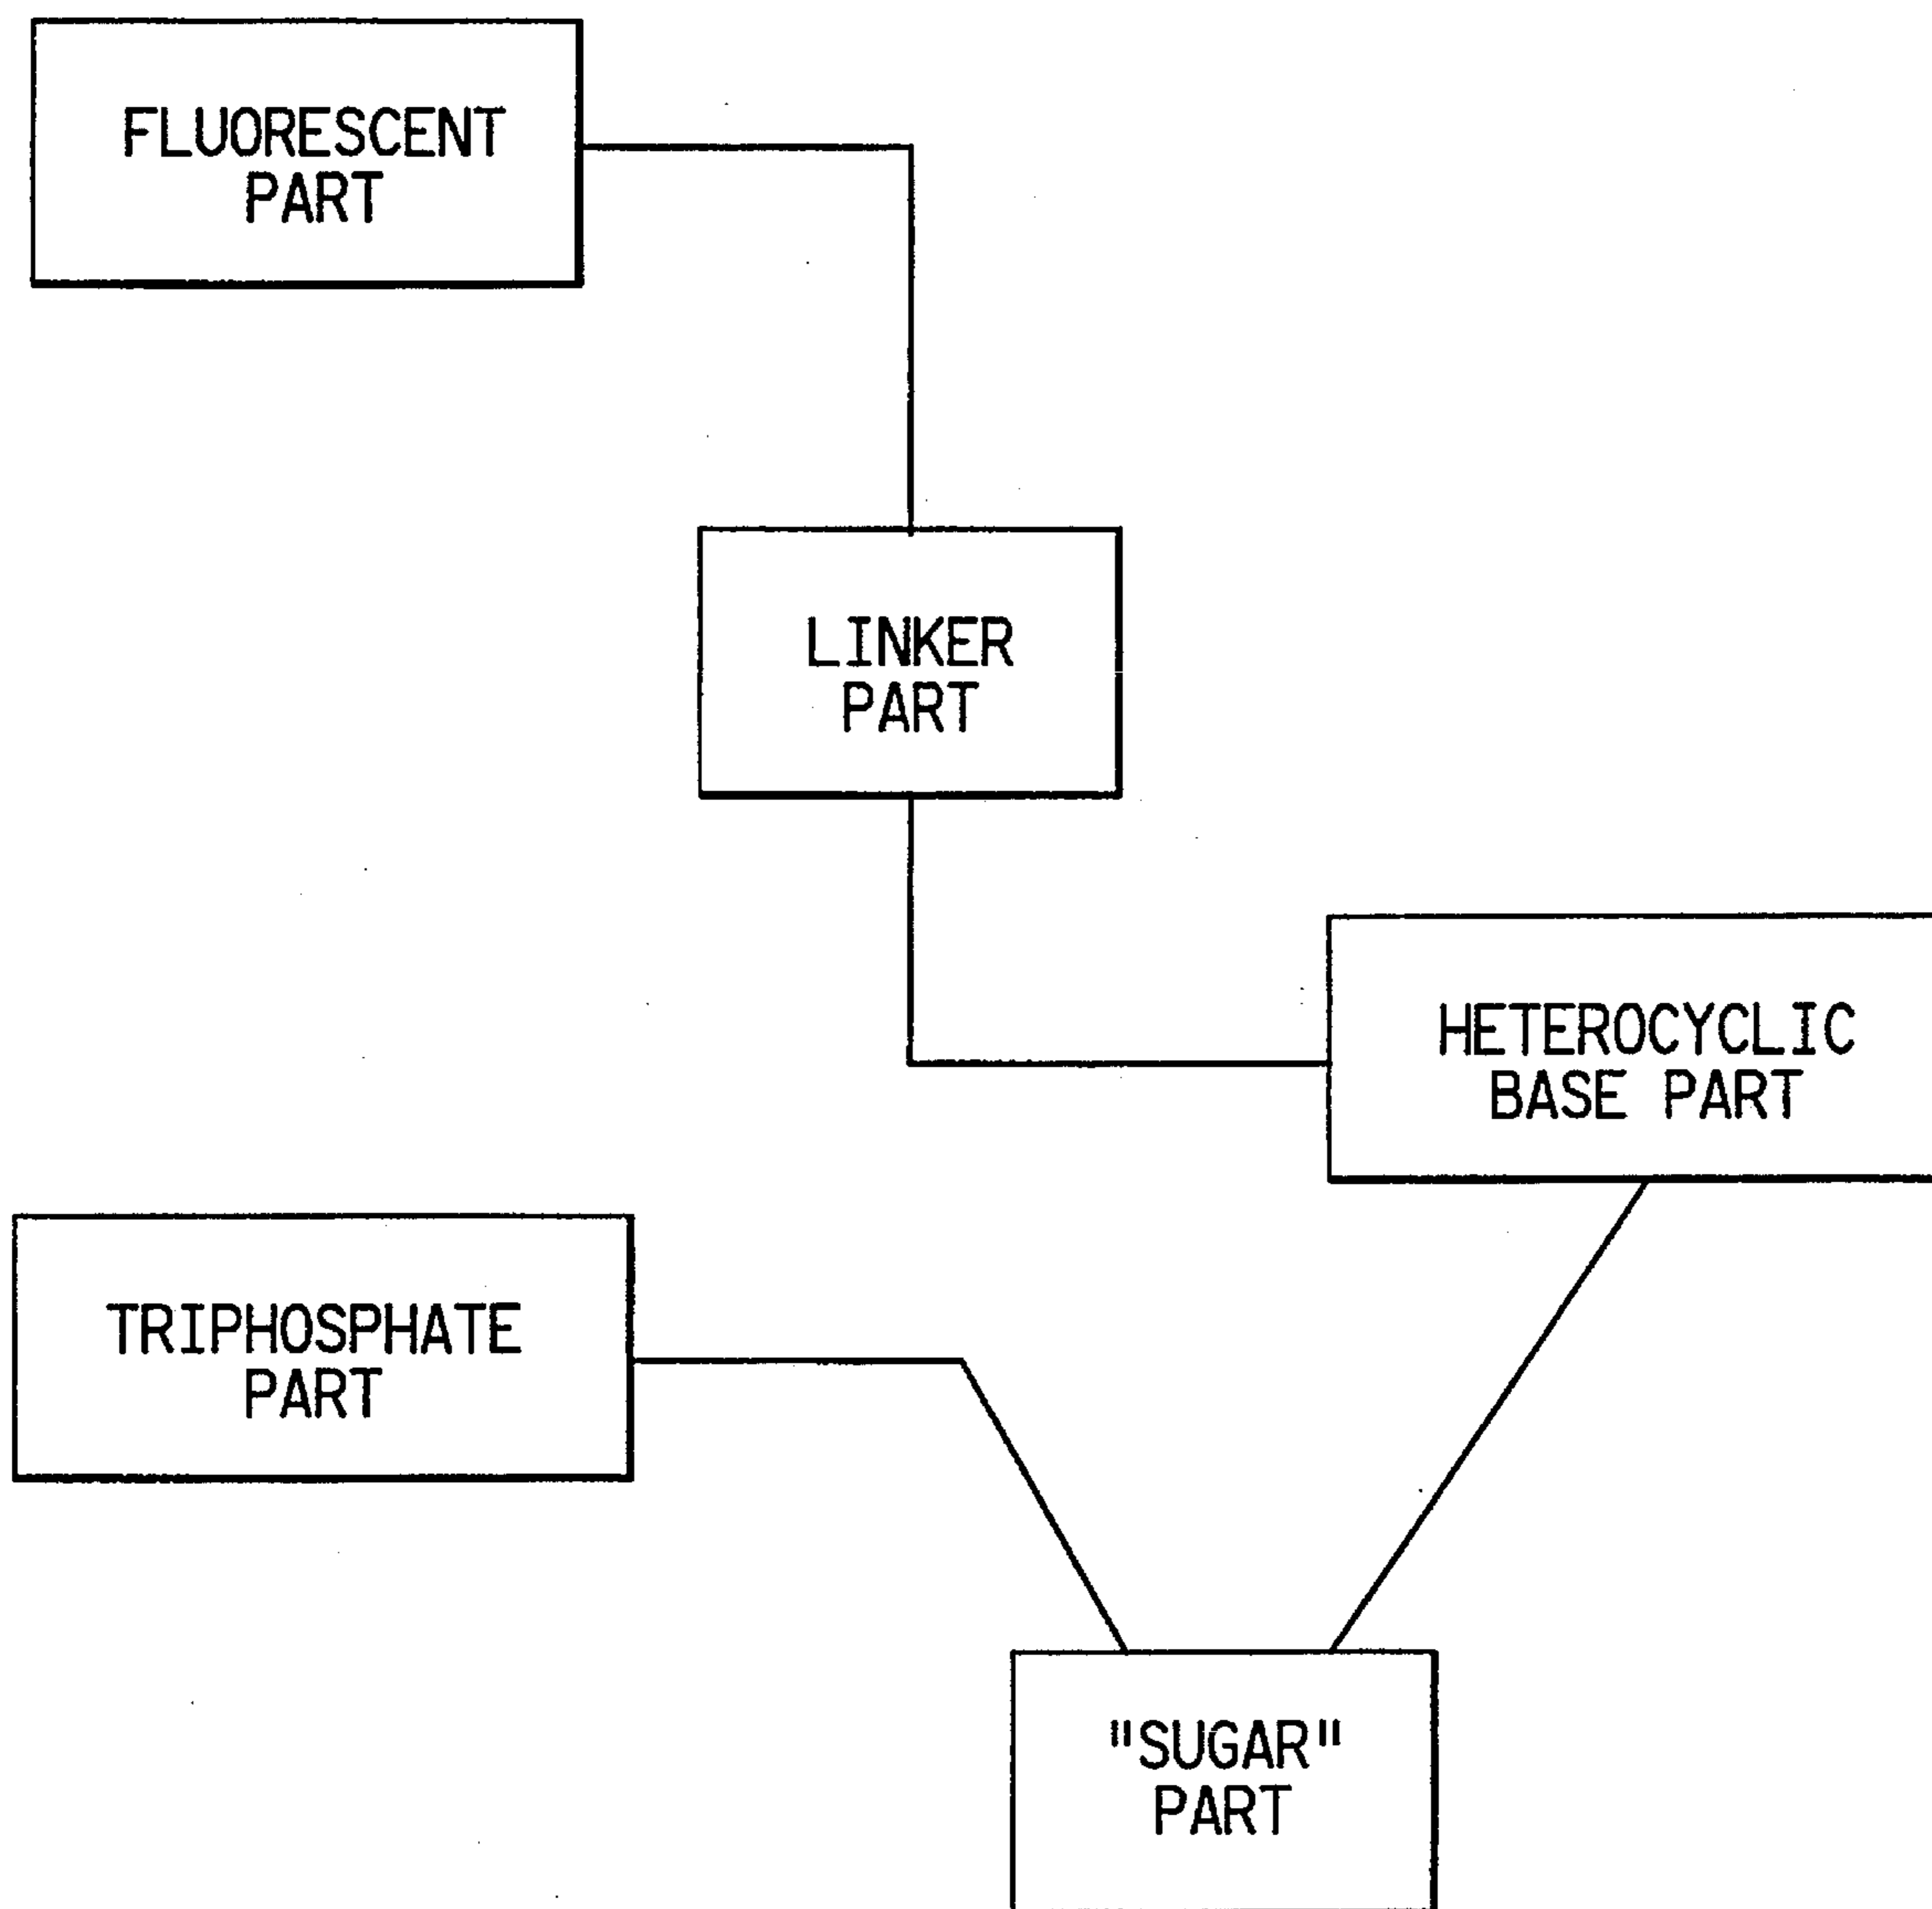 FLUORESCENT
PART
LINKER
PART
HETEROCYCLIC
BASE PART
TRIPHOSPHATE
PART
"SUGAR"
PART